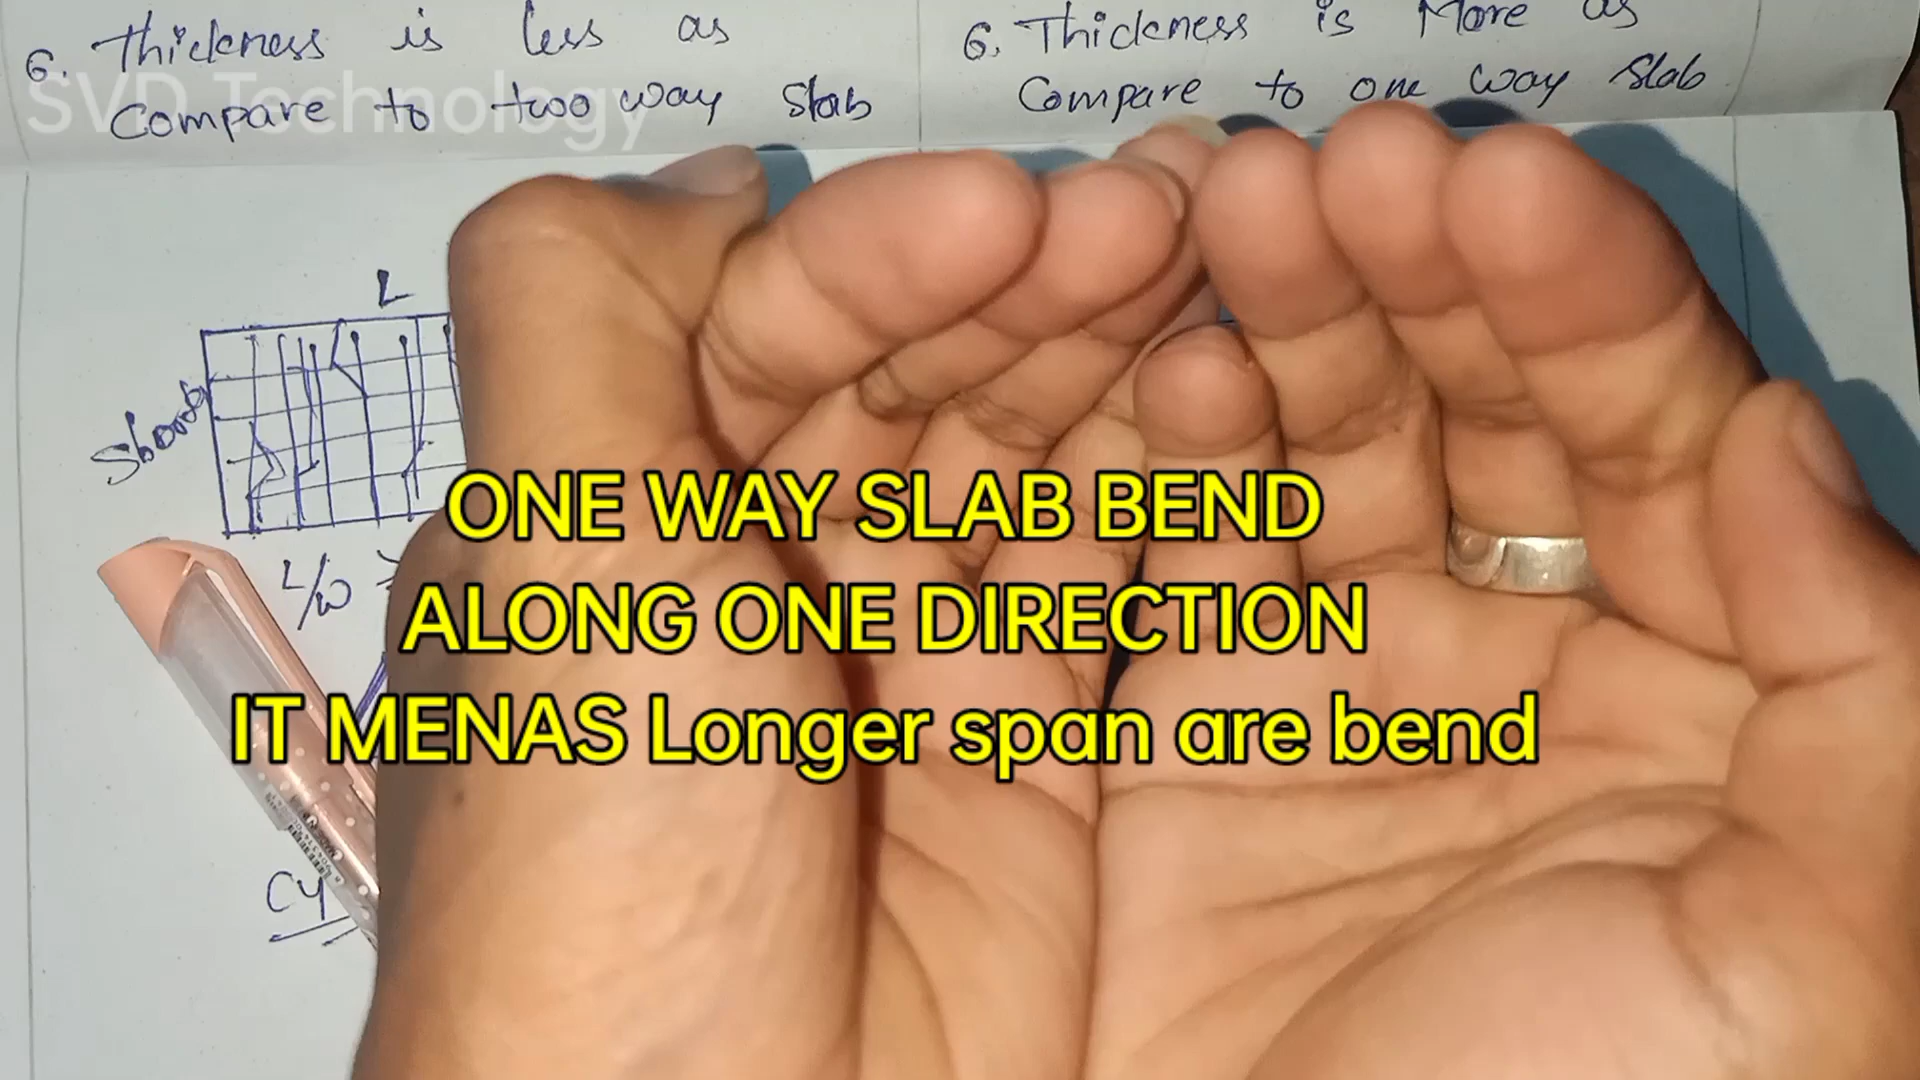 6. Thickness is less as
Compare to two way Slab
6. Thickness is More as
Compare to one way Slab
SVD Technology
L
L/W
Cy
ONE WAY SLAB BEND
ALONG ONE DIRECTION
IT MENAS Longer span are bend